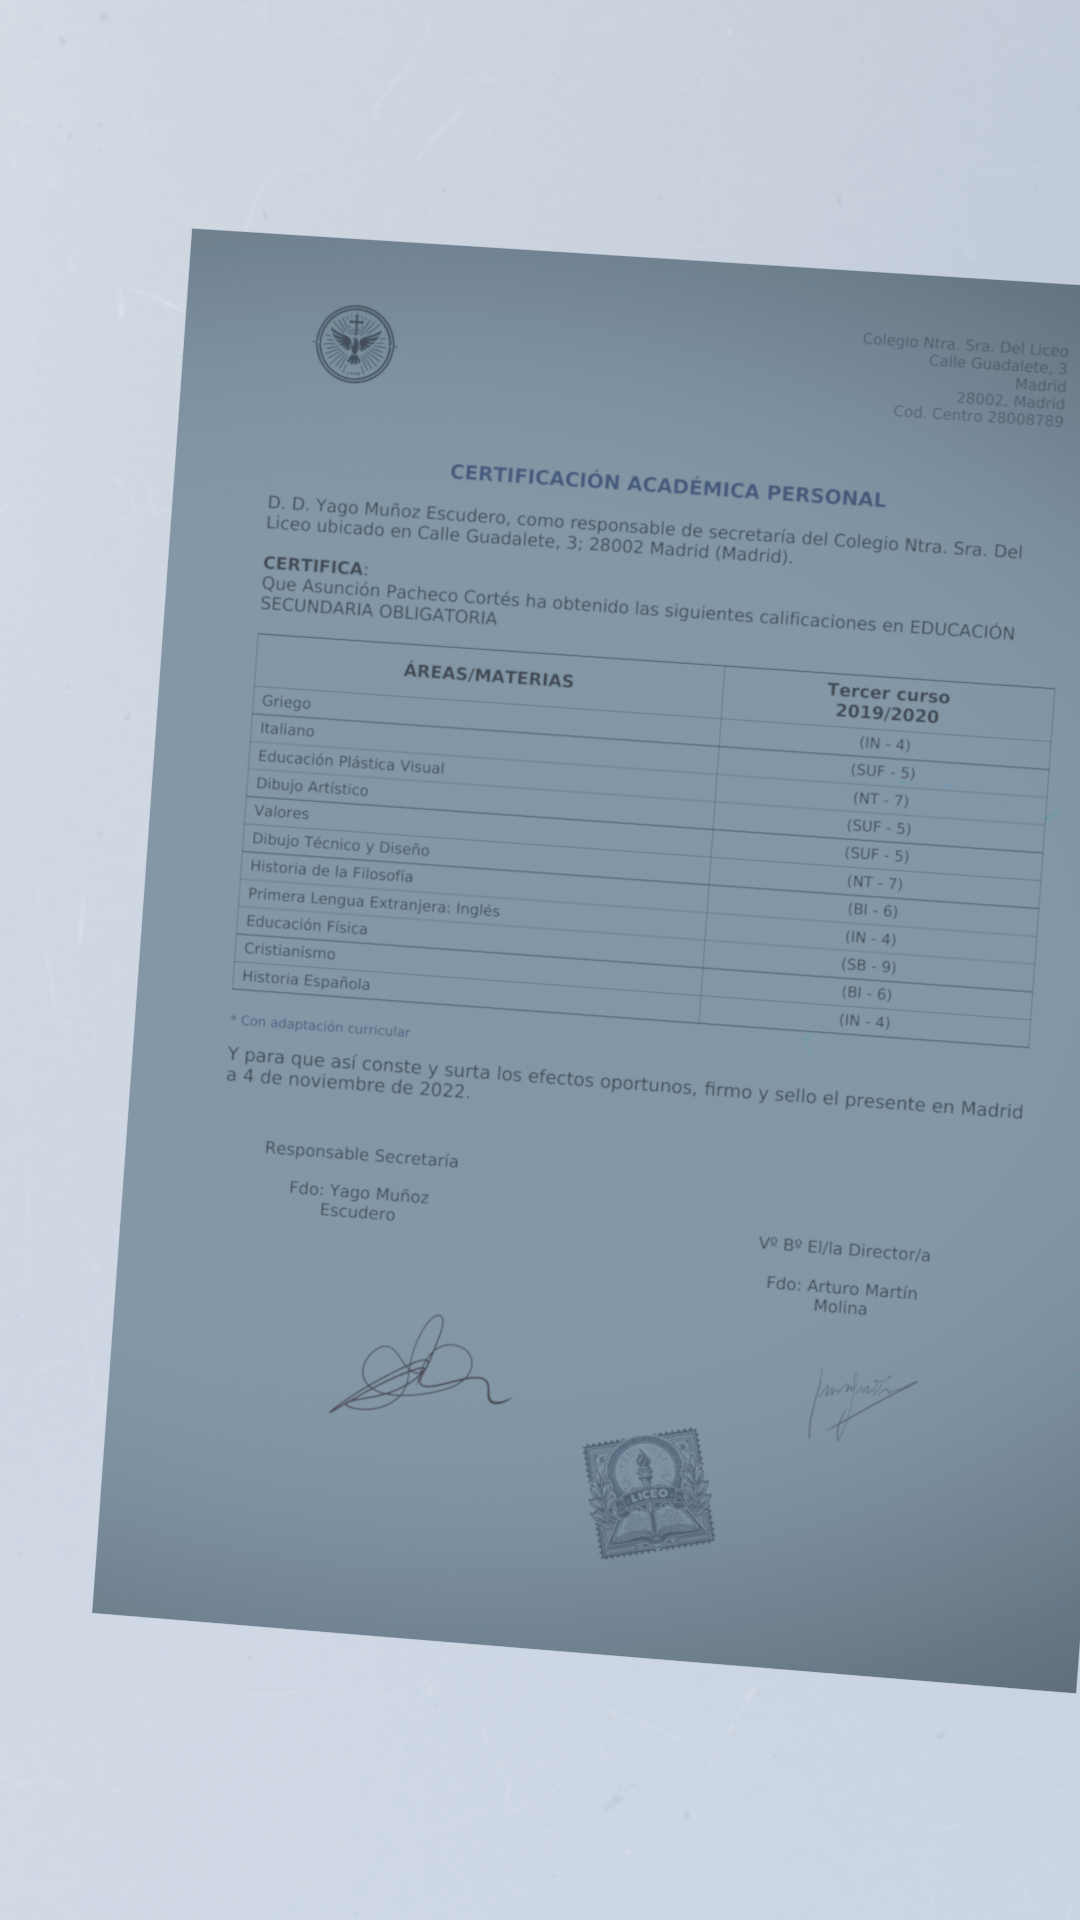 Colegio Ntra. Sra. Del Liceo
Calle Guadalete, 3
Madrid
28002, Madrid
Cod. Centro 28008789
CERTIFICACIÓN ACADÉMICA PERSONAL
D. D. Yago Muñoz Escudero, como responsable de secretaría del Colegio Ntra. Sra. Del
Liceo ubicado en Calle Guadalete, 3; 28002 Madrid (Madrid).
CERTIFICA:
Que Asunción Pacheco Cortés ha obtenido las siguientes calificaciones en EDUCACIÓN
SECUNDARIA OBLIGATORIA
ÁREAS/MATERIAS Tercer curso
2019/2020
Griego (IN - 4)
Italiano (SUF - 5)
Educación Plástica Visual (NT - 7)
Dibujo Artístico (SUF - 5)
Valores (SUF - 5)
Dibujo Técnico y Diseño (NT - 7)
Historia de la Filosofía (BI - 6)
Primera Lengua Extranjera: Inglés (IN - 4)
Educación Física (SB - 9)
Cristianismo (BI - 6)
Historia Española (IN - 4)
* Con adaptación curricular
Y para que así conste y surta los efectos oportunos, firmo y sello el presente en Madrid
a 4 de noviembre de 2022.
Responsable Secretaría
Fdo: Yago Muñoz
Escudero
Vº Bº El/la Director/a
Fdo: Arturo Martín
Molina
LICEO